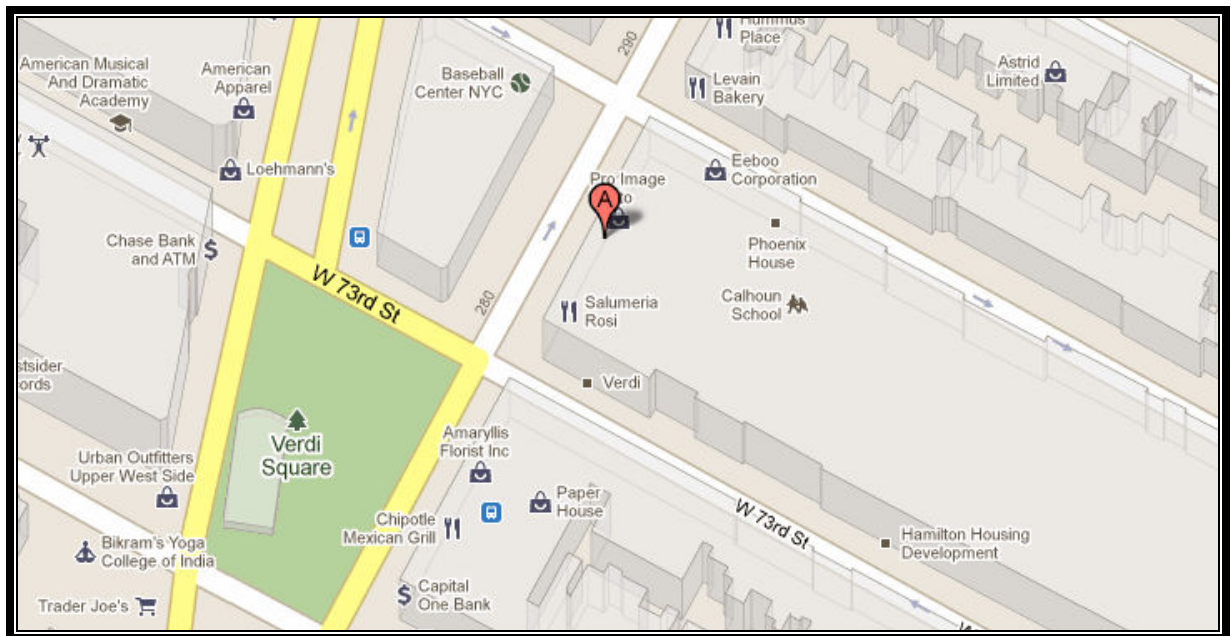 Hummus
Place
290
American Musical
And Dramatic
Academy
American
Apparel
Baseball
Center NYC
Levain
Bakery
Astrid
Limited
Loehmann's
Pro Image
A
Eeboo
Corporation
Chase Bank
and ATM
W 73rd St
280
Phoenix
House
Salumeria
Rosi
Calhoun
School
Verdi
Verdi
Square
Amaryllis
Florist Inc
Urban Outfitters
Upper West Side
Paper
House
Chipotle
Mexican Grill
W 73rd St
Hamilton Housing
Development
Bikram's Yoga
College of India
Capital
One Bank
Trader Joe's